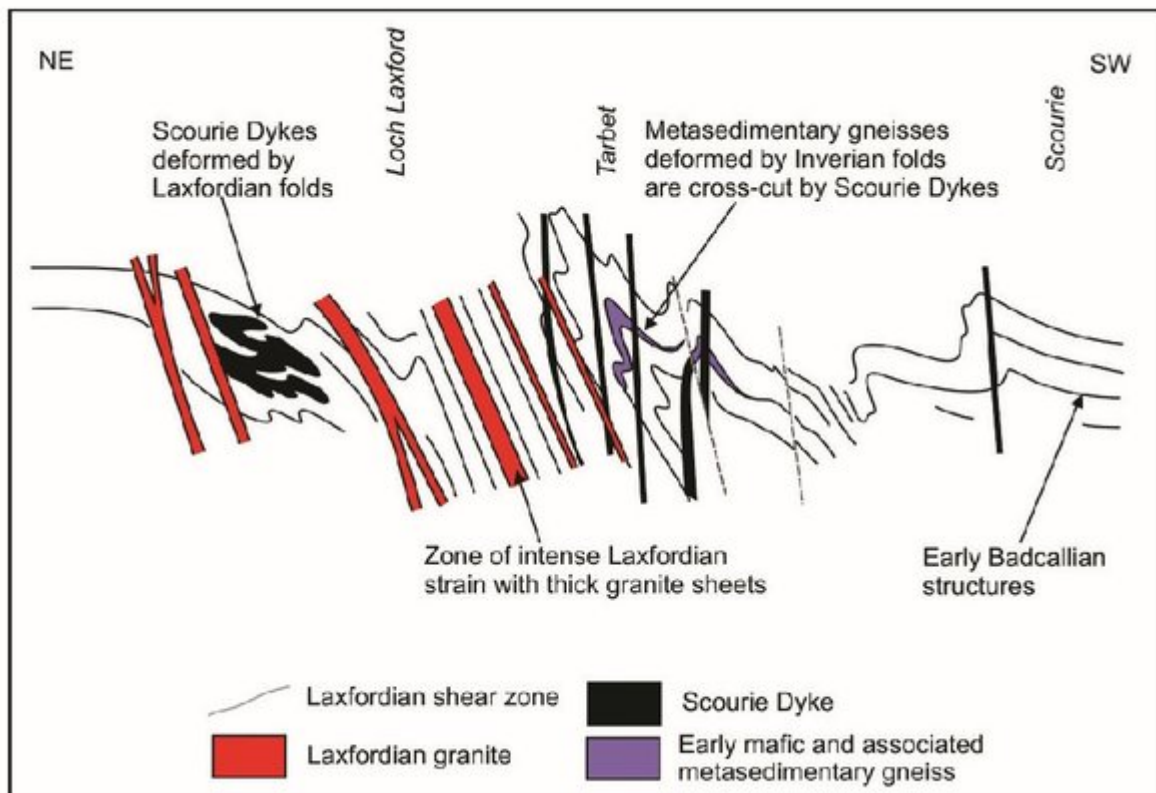 NE
SW
Loch Laxford
Tarbet
Scourie
Scourie Dykes
deformed by
Laxfordian folds
Metasedimentary gneisses
deformed by Inverian folds
are cross-cut by Scourie Dykes
Zone of intense Laxfordian
strain with thick granite sheets
Early Badcallian
structures
Laxfordian shear zone
Scourie Dyke
Laxfordian granite
Early mafic and associated
metasedimentary gneiss